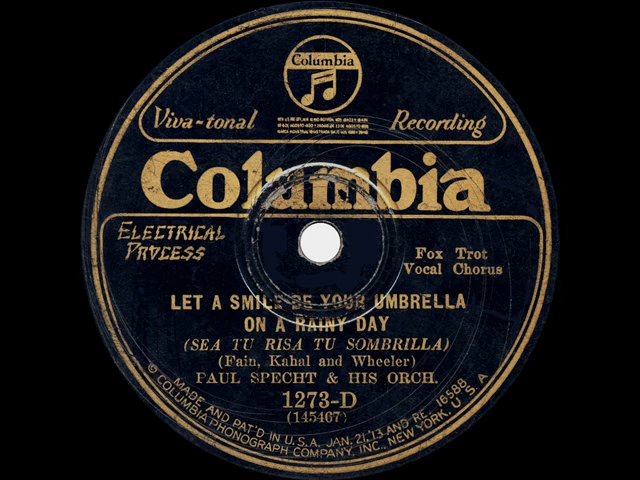 Columbia
Viva-tonal Recording
Columbia
ELECTRICAL
PROCESS
Fox Trot
Vocal Chorus
LET A SMILE BE YOUR UMBRELLA
ON A RAINY DAY
(SEA TU RISA TU SOMBRILLA)
(Fain, Kahal and Wheeler)
PAUL SPECHT & HIS ORCH.
1273-D
(145467)
MADE AND PAT'D IN U.S.A. JAN. 21,'13 AND RE. 16588
© COLUMBIA PHONOGRAPH COMPANY, INC., NEW YORK, U.S.A